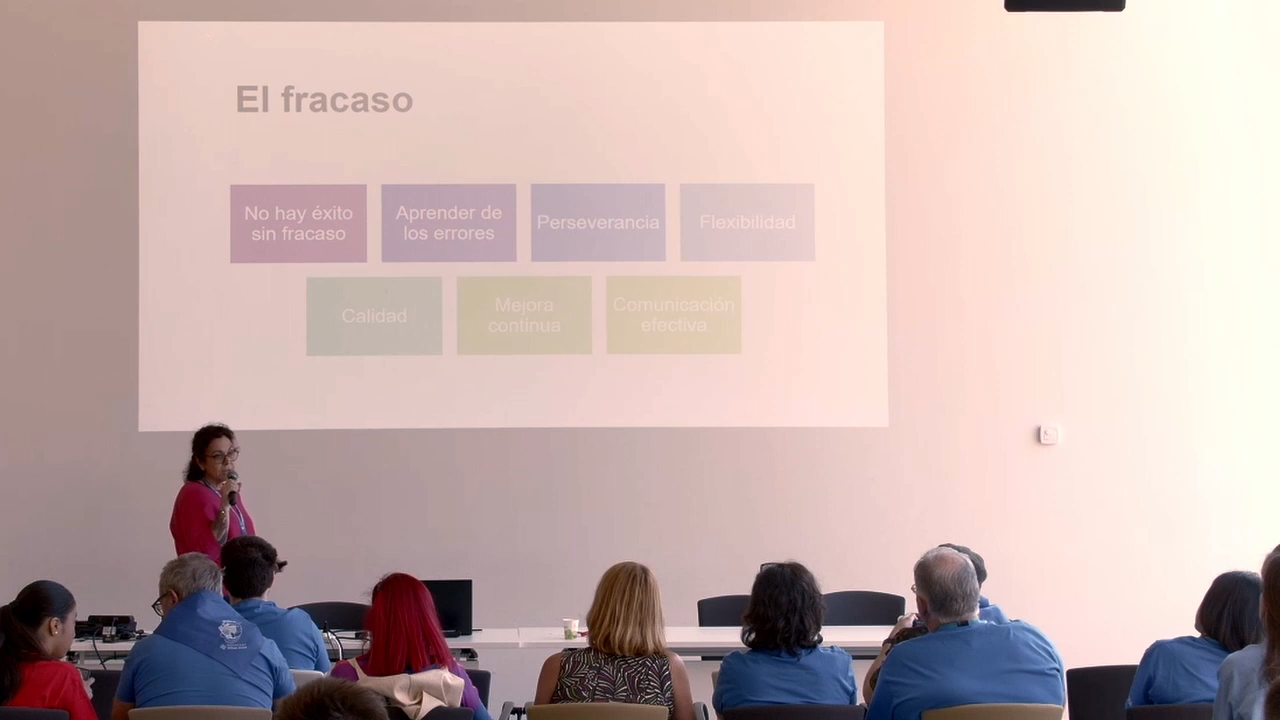 El fracaso
No hay éxito
sin fracaso
Aprender de
los errores
Perseverancia
Flexibilidad
Calidad
Mejora
continua
Comunicación
efectiva